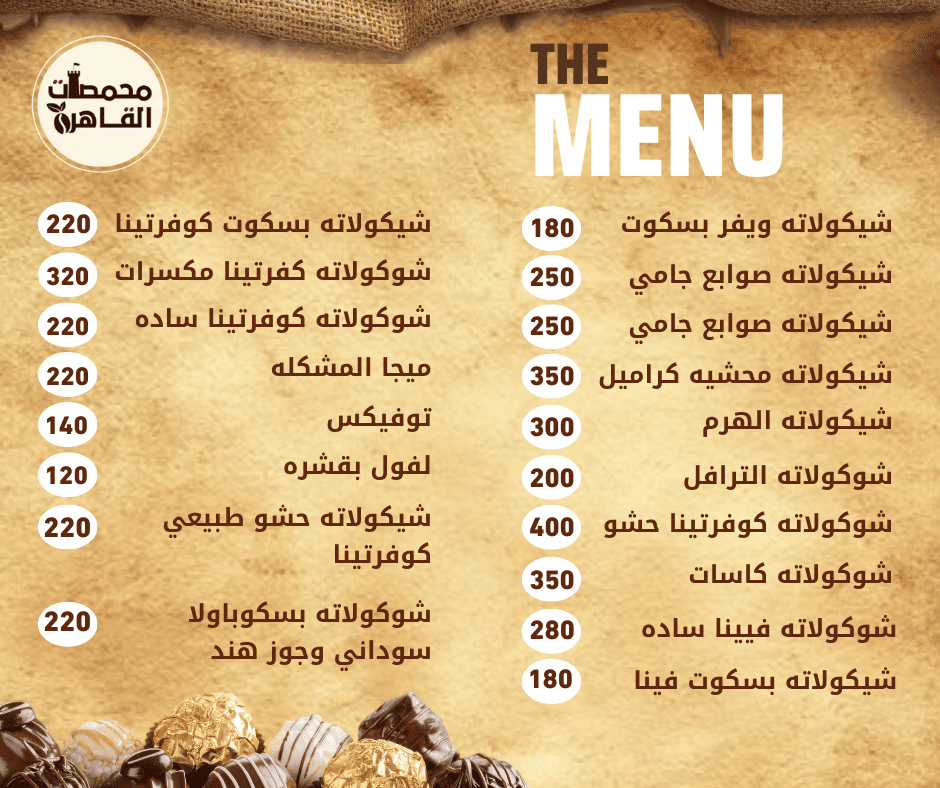 محمصات
القاهرة
THE
MENU
شيكولاته ويفر بسكوت 180
شيكولاته صوابع جامي 250
شيكولاته صوابع جامي 250
شيكولاته محشيه كراميل 350
شيكولاته الهرم 300
شوكولاته الترافل 200
شوكولاته كوفرتينا حشو 400
شوكولاته كاسات 350
شوكولاته فيينا ساده 280
شيكولاته بسكوت فينا 180
شيكولاته بسكوت كوفرتينا 220
شوكولاته كفرتينا مكسرات 320
شوكولاته كوفرتينا ساده 220
ميجا المشكله 220
توفيكس 140
لفول بقشره 120
شيكولاته حشو طبيعي 220
كوفرتينا
شوكولاته بسكوباولا 220
سوداني وجوز هند